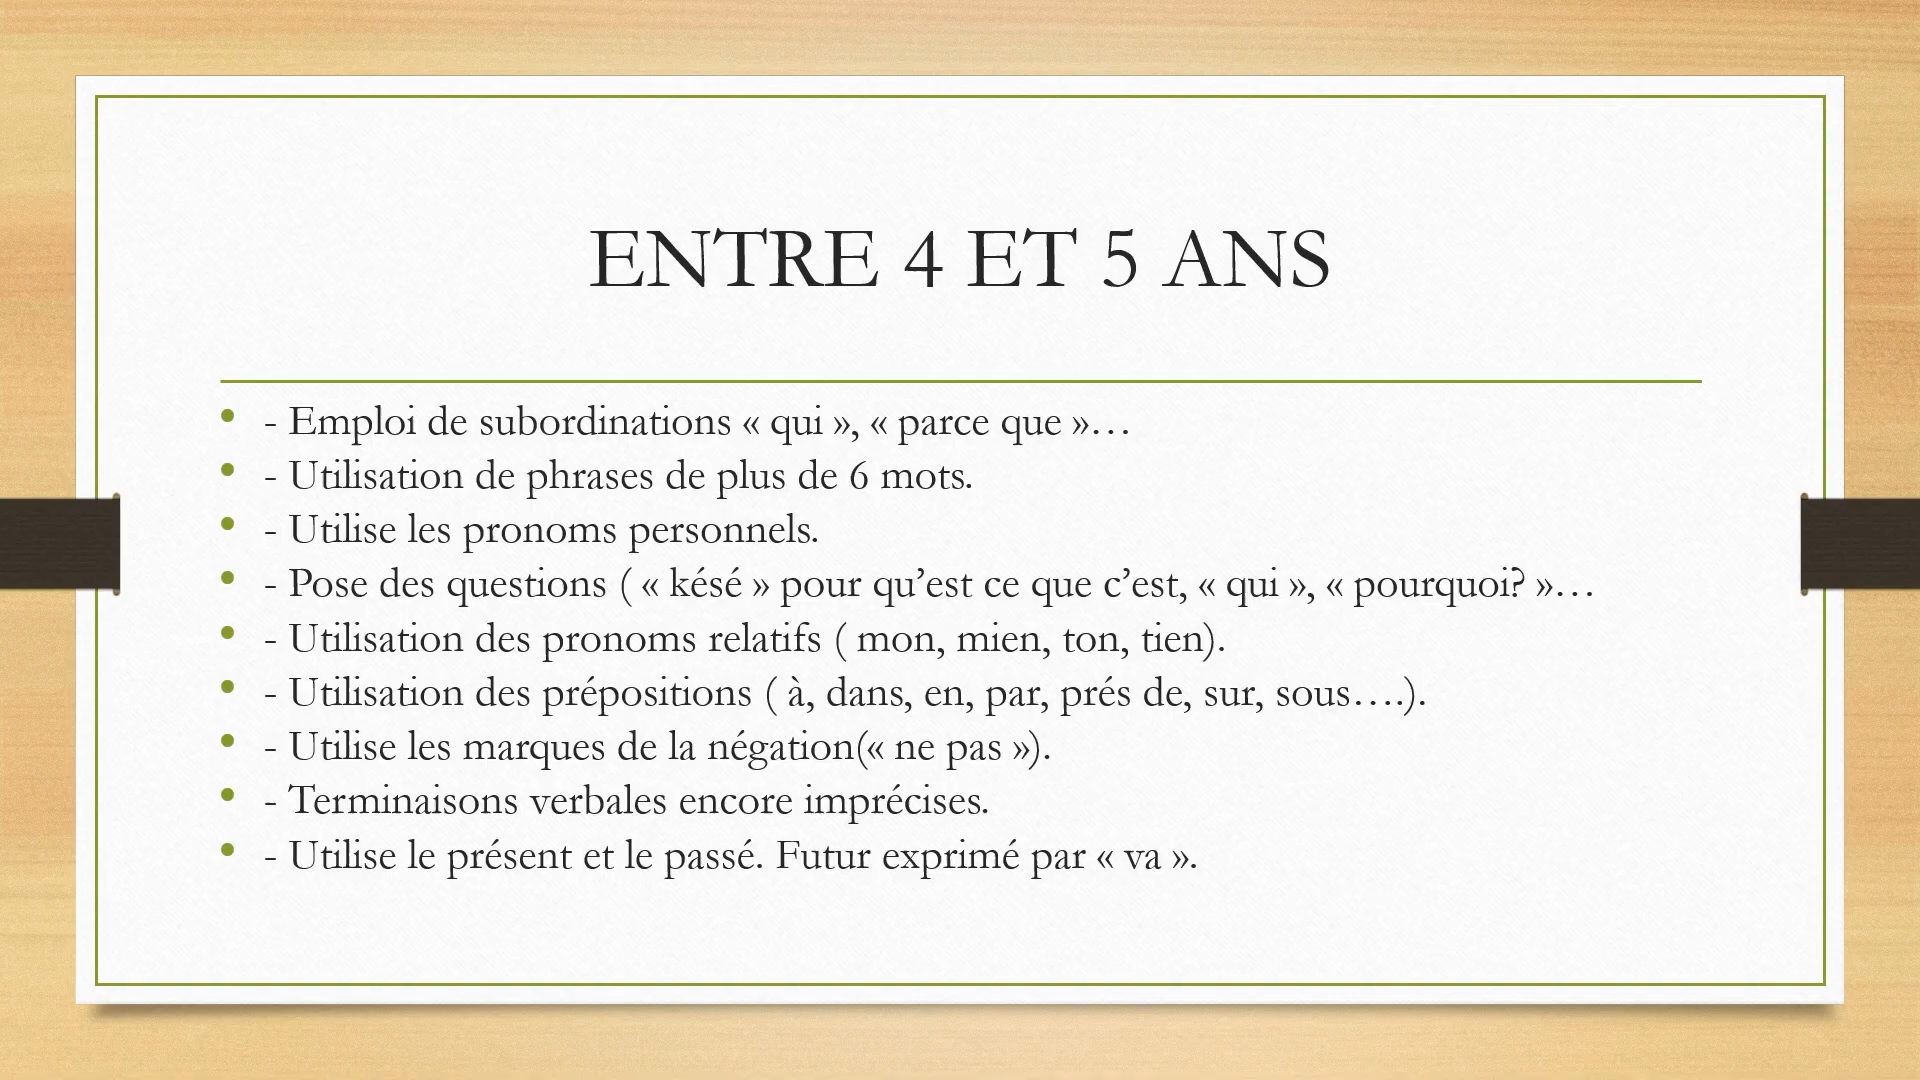 ENTRE 4 ET 5 ANS
• - Emploi de subordinations « qui », « parce que »…
• - Utilisation de phrases de plus de 6 mots.
• - Utilise les pronoms personnels.
• - Pose des questions ( « késé » pour qu’est ce que c’est, « qui », « pourquoi? »…
• - Utilisation des pronoms relatifs ( mon, mien, ton, tien).
• - Utilisation des prépositions ( à, dans, en, par, prés de, sur, sous….).
• - Utilise les marques de la négation(« ne pas »).
• - Terminaisons verbales encore imprécises.
• - Utilise le présent et le passé. Futur exprimé par « va ».